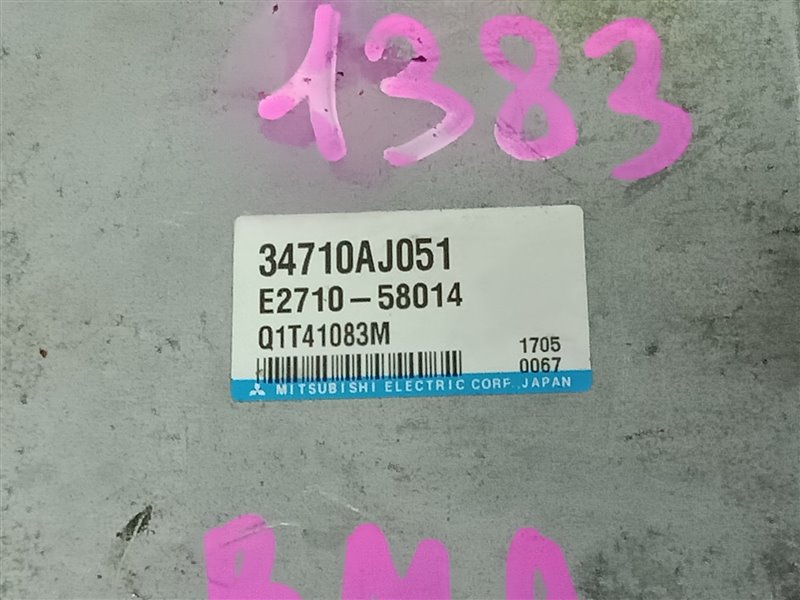 1383
34710AJ051
E2710-58014
Q1T41083M
1705
0067
MITSUBISHI ELECTRIC CORP. JAPAN